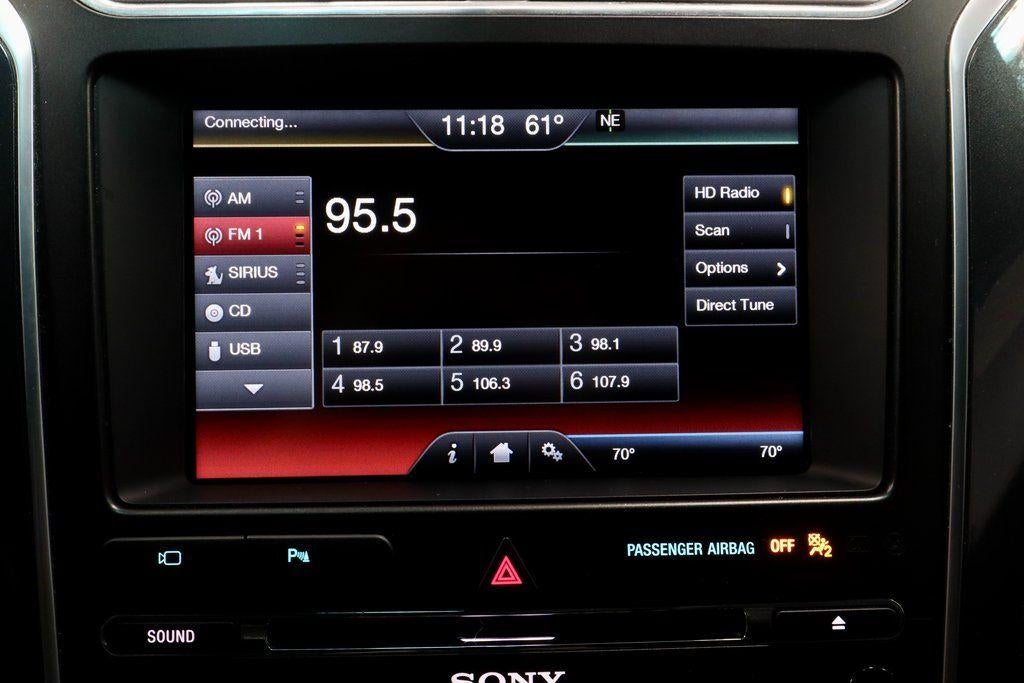 Connecting... 11:18 61° NE
AM
FM 1
SIRIUS
CD
USB
95.5
HD Radio
Scan
Options
Direct Tune
1 87.9 2 89.9 3 98.1
4 98.5 5 106.3 6 107.9
i 70° 70°
P
PASSENGER AIRBAG OFF 2
SOUND
SONY